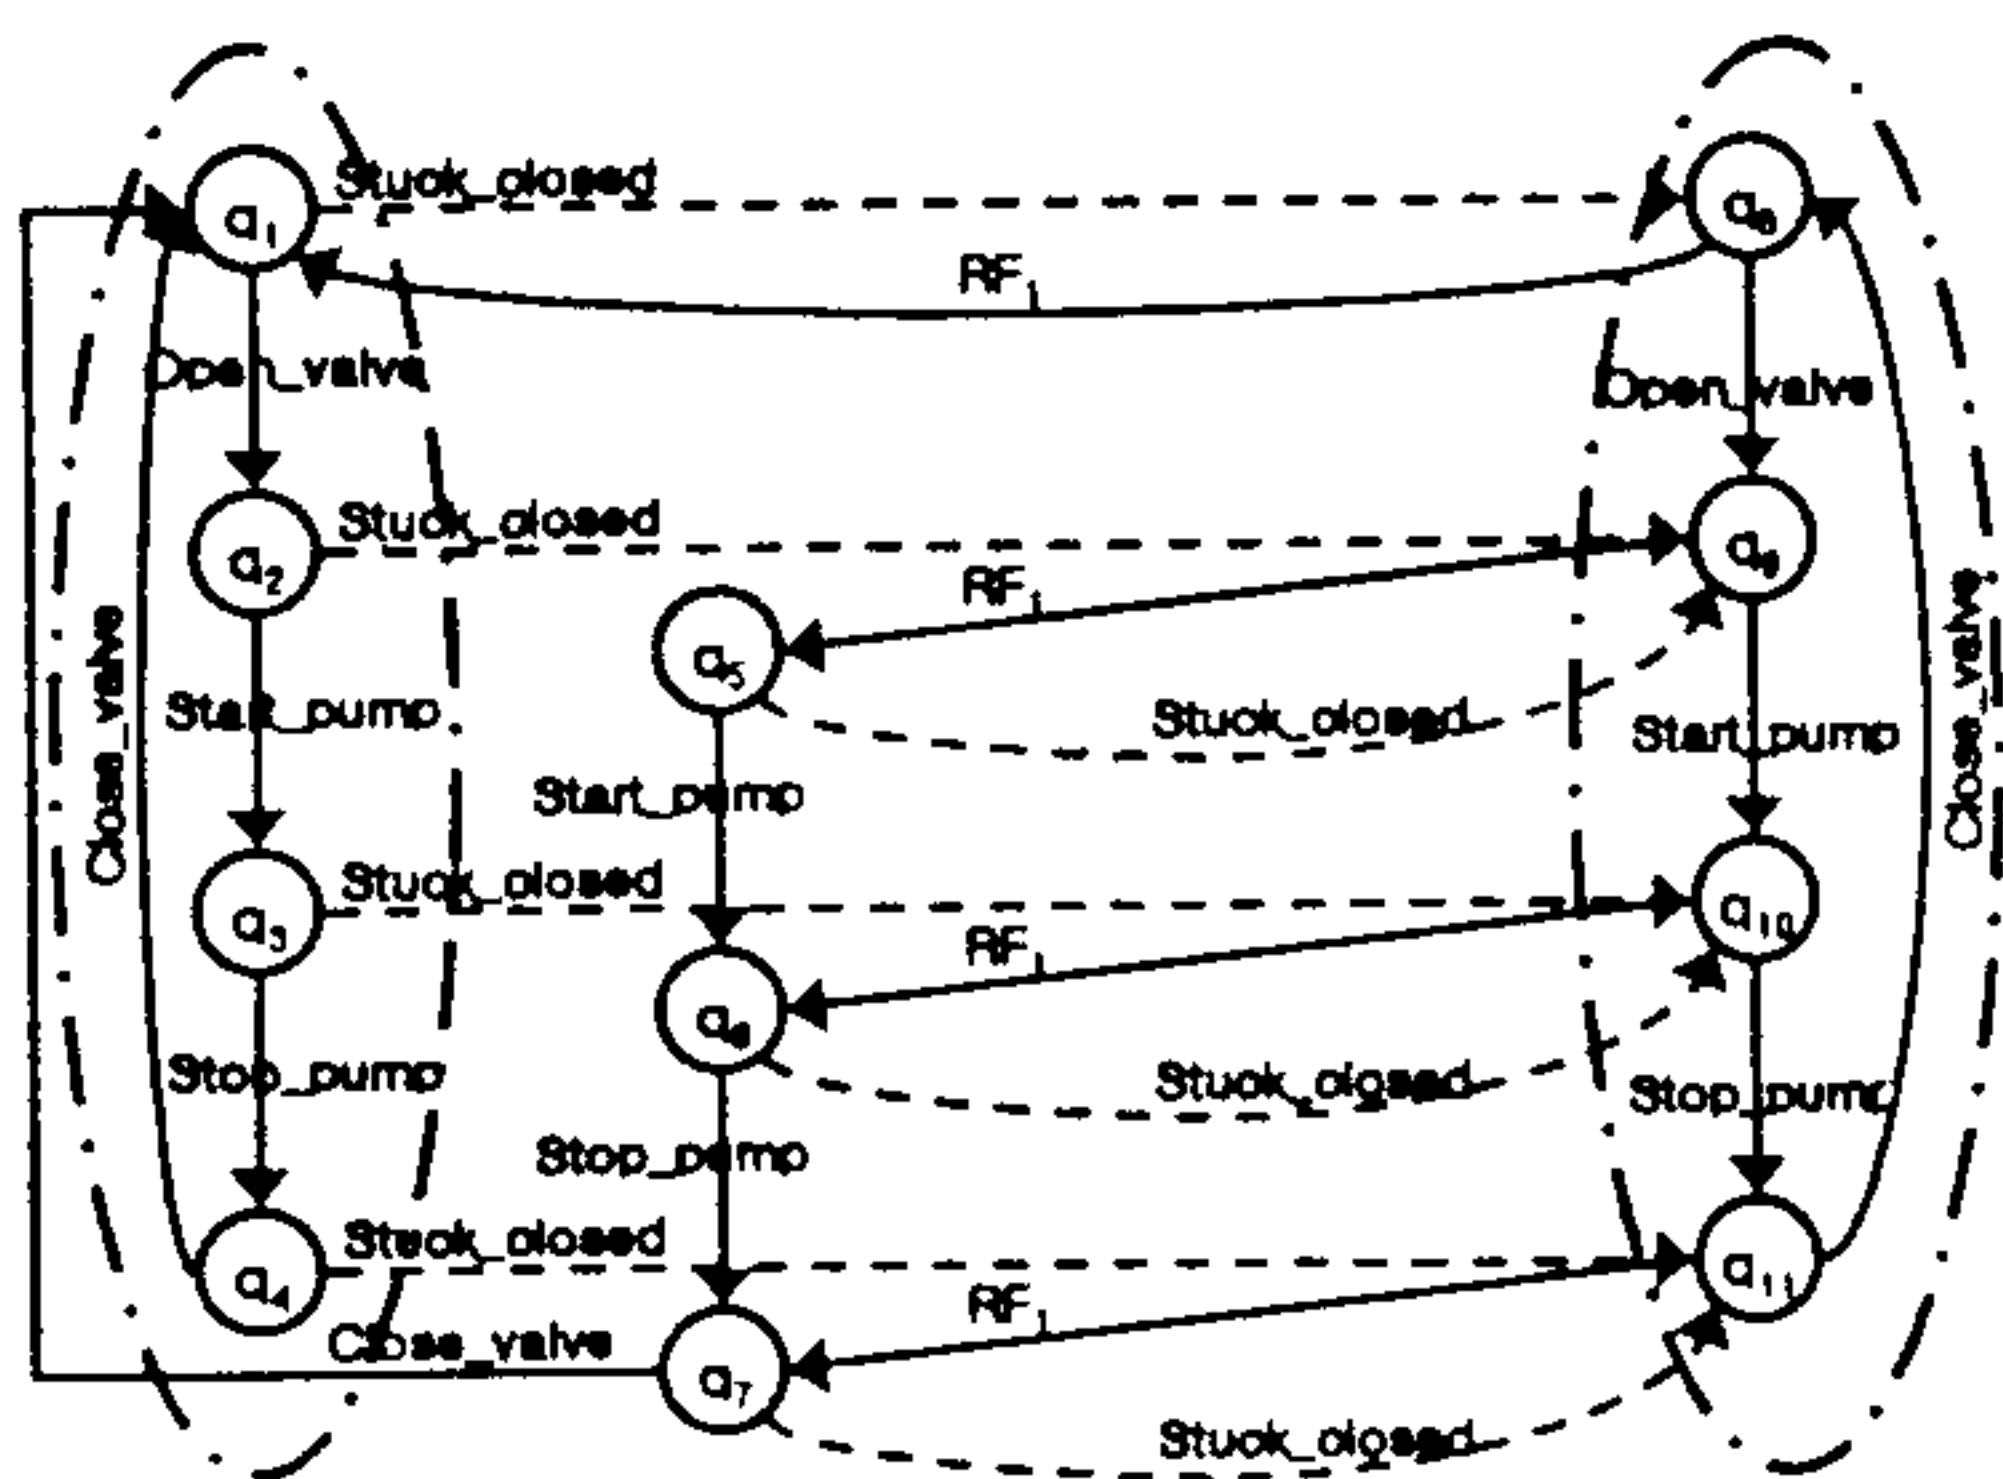 Stuck_closed
q1
q8
RF1
Open_valve
Open_valve
Stuck_closed
q2
q9
RF1
q5
Close_valve
Close_valve
Start_pump
Stuck_closed
Start_pump
Start_pump
Stuck_closed
q3
q10
RF1
q6
Stop_pump
Stuck_closed
Stop_pump
Stop_pump
Stuck_closed
q4
q11
RF1
Close_valve
q7
Stuck_closed